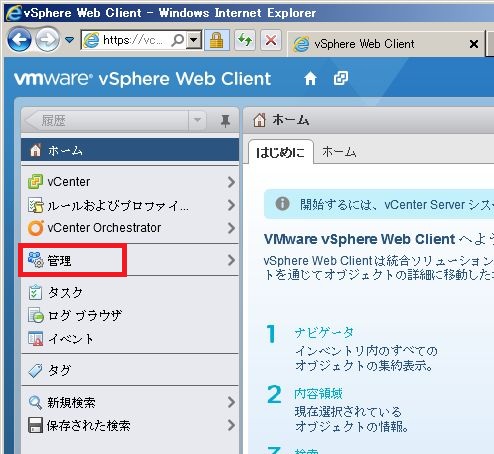 vSphere Web Client - Windows Internet Explorer
https://vc...
vSphere Web Client
vmware vSphere Web Client
履歴
ホーム
ホーム
はじめに
ホーム
vCenter
ルールおよびプロファイ...
vCenter Orchestrator
管理
タスク
ログ ブラウザ
イベント
タグ
新規検索
保存された検索
開始するには、vCenter Server シス
VMware vSphere Web Client へよ
vSphere Web Client は統合ソリューション
トを通じてオブジェクトの詳細に移動した
1 ナビゲータ
インベントリ内のすべての
オブジェクトの集約表示。
2 内容領域
現在選択されている
オブジェクトの情報。